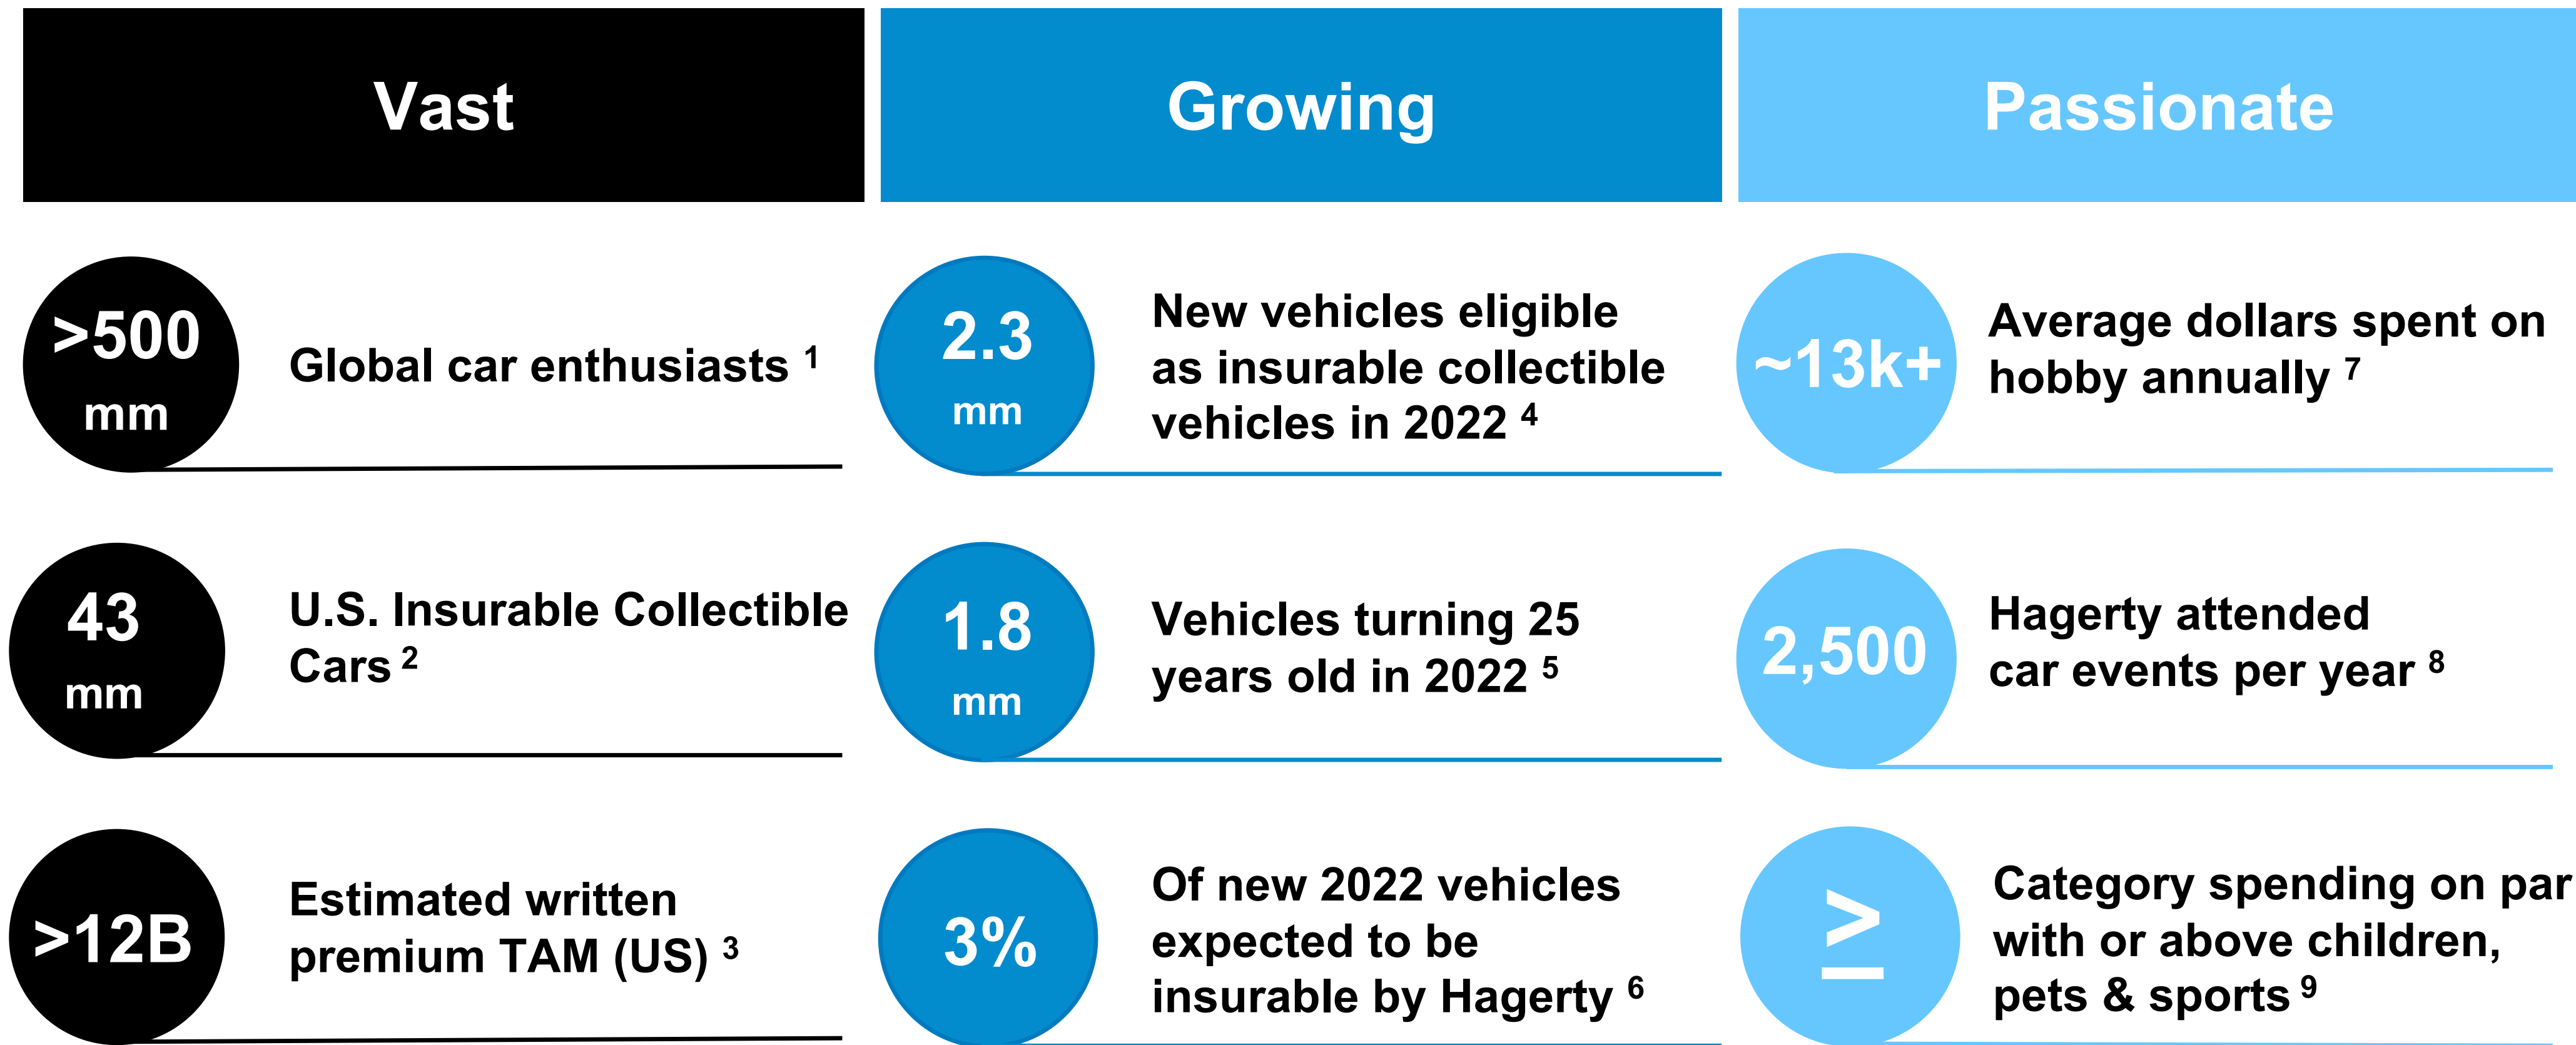 Vast
>500
mm
Global car enthusiasts 1
43
mm
U.S. Insurable Collectible
Cars 2
>12B
Estimated written
premium TAM (US) 3
Growing
2.3
mm
New vehicles eligible
as insurable collectible
vehicles in 2022 4
1.8
mm
Vehicles turning 25
years old in 2022 5
3%
Of new 2022 vehicles
expected to be
insurable by Hagerty 6
Passionate
~13k+
Average dollars spent on
hobby annually 7
2,500
Hagerty attended
car events per year 8
≥
Category spending on par
with or above children,
pets & sports 9